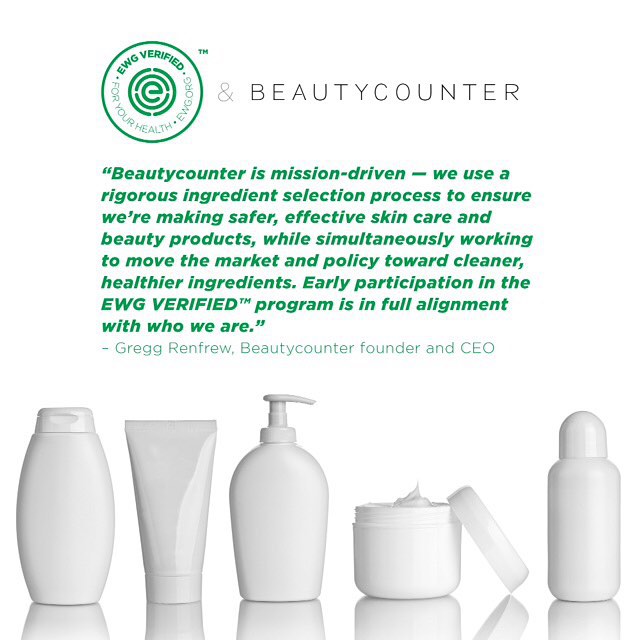 EWG VERIFIED ™
• FOR YOUR HEALTH • EWG.ORG •
e
& BEAUTYCOUNTER
“Beautycounter is mission-driven — we use a
rigorous ingredient selection process to ensure
we’re making safer, effective skin care and
beauty products, while simultaneously working
to move the market and policy toward cleaner,
healthier ingredients. Early participation in the
EWG VERIFIED™ program is in full alignment
with who we are.”
– Gregg Renfrew, Beautycounter founder and CEO